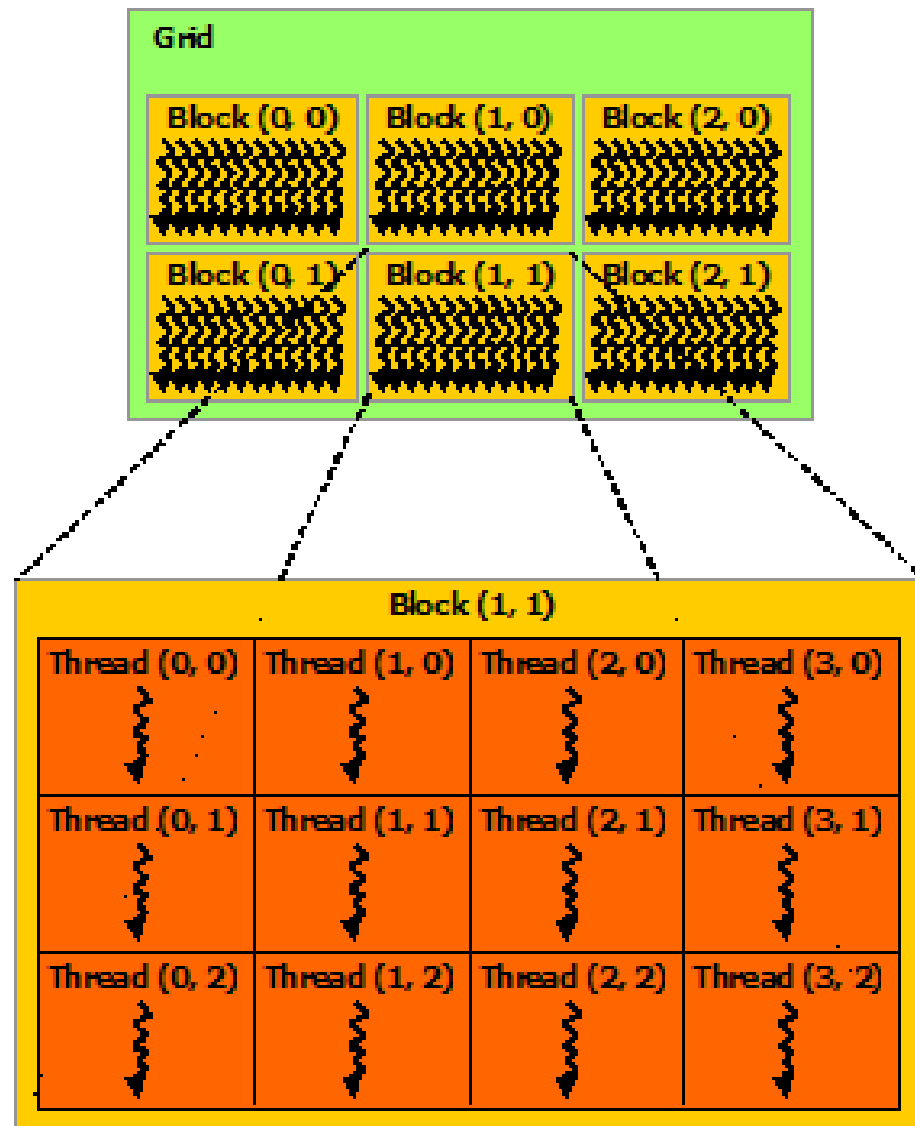 Grid
Block (0, 0) Block (1, 0) Block (2, 0)
Block (0, 1) Block (1, 1) Block (2, 1)
Block (1, 1)
Thread (0, 0) Thread (1, 0) Thread (2, 0) Thread (3, 0)
Thread (0, 1) Thread (1, 1) Thread (2, 1) Thread (3, 1)
Thread (0, 2) Thread (1, 2) Thread (2, 2) Thread (3, 2)